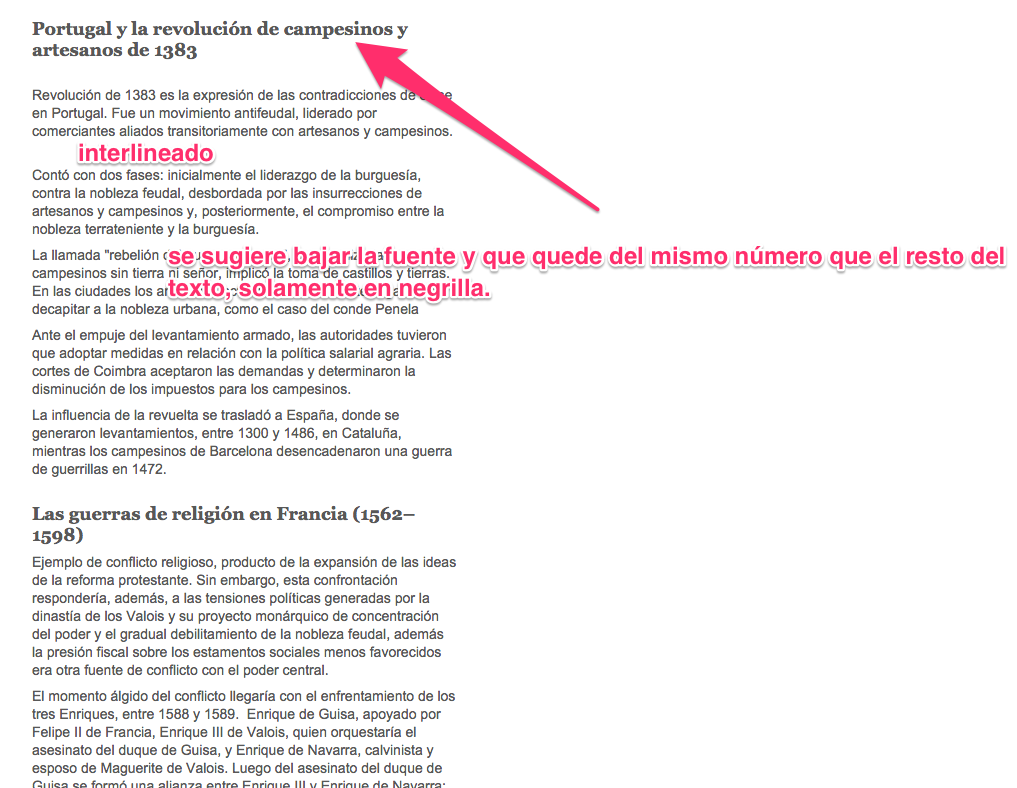 Portugal y la revolución de campesinos y
artesanos de 1383
Revolución de 1383 es la expresión de las contradicciones de
en Portugal. Fue un movimiento antifeudal, liderado por
comerciantes aliados transitoriamente con artesanos y campesinos.
interlineado
Contó con dos fases: inicialmente el liderazgo de la burguesía,
contra la nobleza feudal, desbordada por las insurrecciones de
artesanos y campesinos y, posteriormente, el compromiso entre la
nobleza terrateniente y la burguesía.
La llamada "rebelión
se sugiere bajar la fuente y que quede del mismo número que el resto del
campesinos sin tierra ni señor, implicó la toma de castillos y tierras.
texto, solamente en negrilla.
En las ciudades los
decapitar a la nobleza urbana, como el caso del conde Penela
Ante el empuje del levantamiento armado, las autoridades tuvieron
que adoptar medidas en relación con la política salarial agraria. Las
cortes de Coimbra aceptaron las demandas y determinaron la
disminución de los impuestos para los campesinos.
La influencia de la revuelta se trasladó a España, donde se
generaron levantamientos, entre 1300 y 1486, en Cataluña,
mientras los campesinos de Barcelona desencadenaron una guerra
de guerrillas en 1472.
Las guerras de religión en Francia (1562–
1598)
Ejemplo de conflicto religioso, producto de la expansión de las ideas
de la reforma protestante. Sin embargo, esta confrontación
respondería, además, a las tensiones políticas generadas por la
dinastía de los Valois y su proyecto monárquico de concentración
del poder y el gradual debilitamiento de la nobleza feudal, además
la presión fiscal sobre los estamentos sociales menos favorecidos
era otra fuente de conflicto con el poder central.
El momento álgido del conflicto llegaría con el enfrentamiento de los
tres Enriques, entre 1588 y 1589.  Enrique de Guisa, apoyado por
Felipe II de Francia, Enrique III de Valois, quien orquestaría el
asesinato del duque de Guisa, y Enrique de Navarra, calvinista y
esposo de Maguerite de Valois. Luego del asesinato del duque de
Guisa se formó una alianza entre Enrique III y Enrique de Navarra;